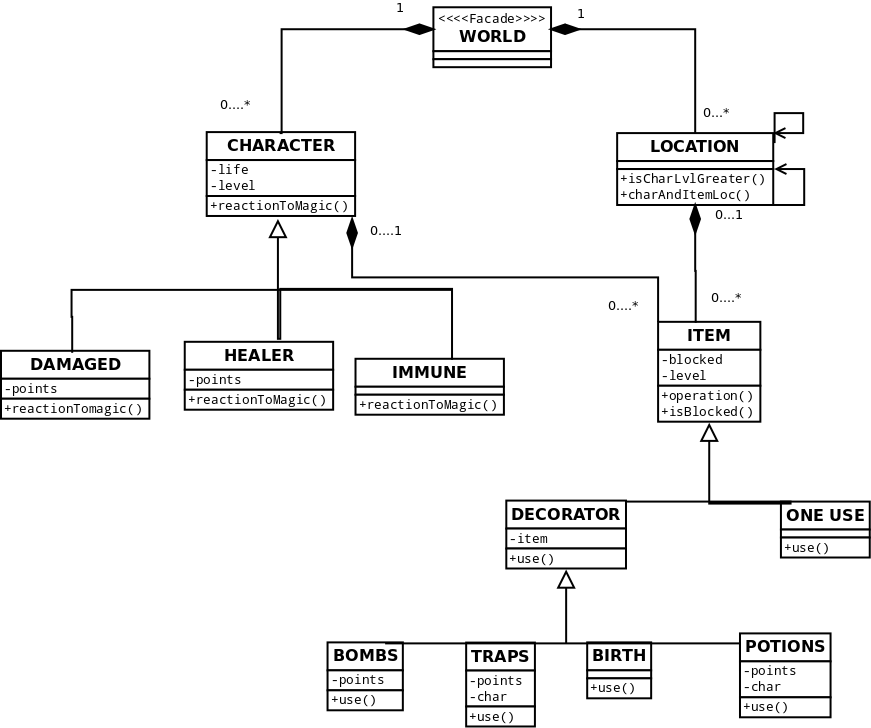 1
<<<<Facade>>>>
1
WORLD
0....*
0...*
CHARACTER
-life
-level
+reactionToMagic()
LOCATION
+isCharLvlGreater()
+charAndItemLoc()
0....1
0...1
0....*
0....*
DAMAGED
-points
+reactionTomagic()
HEALER
-points
+reactionToMagic()
IMMUNE
+reactionToMagic()
ITEM
-blocked
-level
+operation()
+isBlocked()
DECORATOR
-item
+use()
ONE USE
+use()
BOMBS
-points
+use()
TRAPS
-points
-char
+use()
BIRTH
+use()
POTIONS
-points
-char
+use()